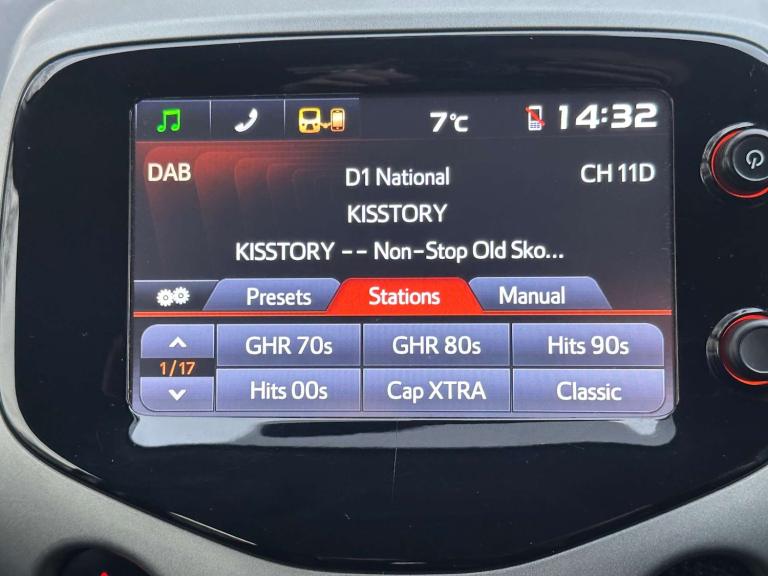 7°C 14:32
DAB D1 National CH 11D
KISSTORY
KISSTORY -- Non-Stop Old Sko...
Presets Stations Manual
GHR 70s GHR 80s Hits 90s
1/17
Hits 00s Cap XTRA Classic